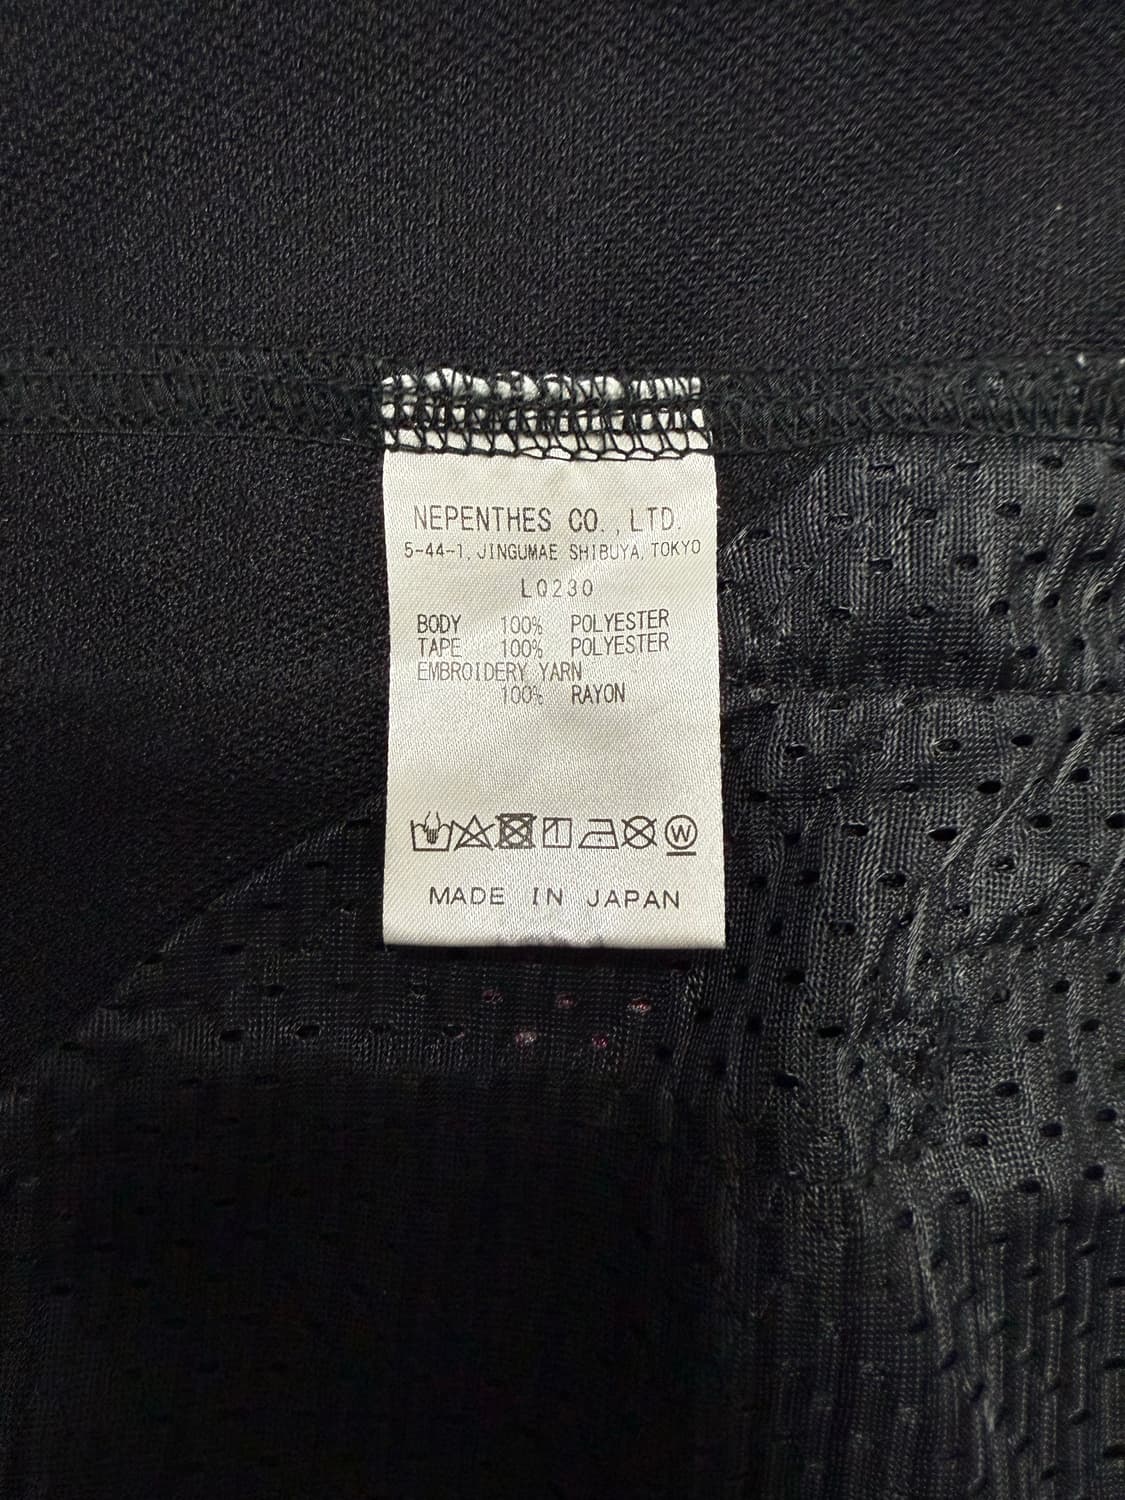 NEPENTHES CO.,LTD.
5-44-1, JINGUMAE SHIBUYA, TOKYO
LQ230
BODY 100% POLYESTER
TAPE 100% POLYESTER
EMBROIDERY YARN
100% RAYON
W
MADE IN JAPAN